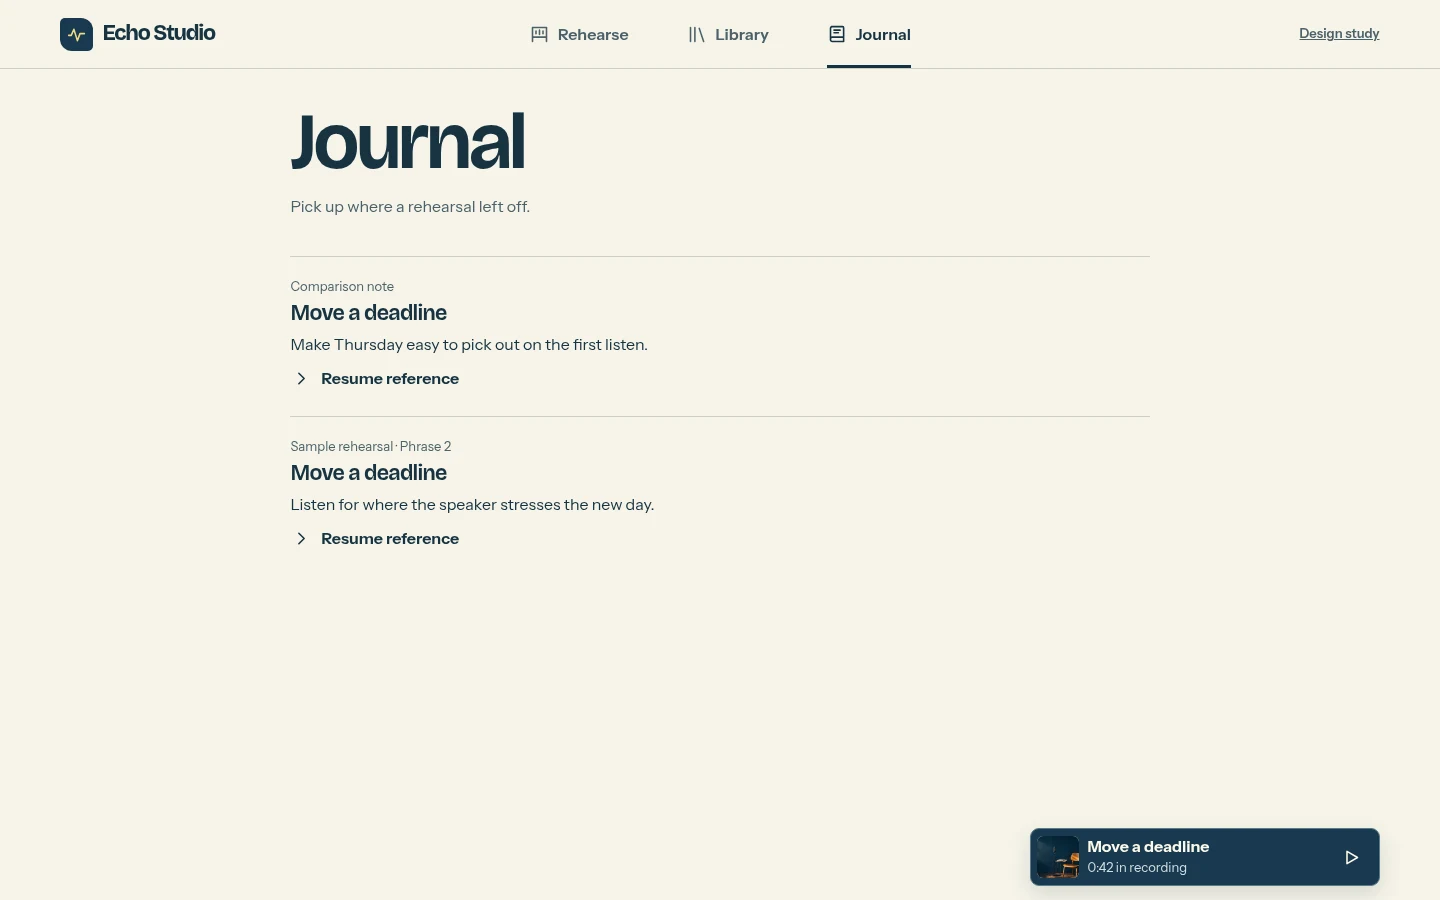 Echo Studio
Rehearse
Library
Journal
Design study
Journal
Pick up where a rehearsal left off.
Comparison note
Move a deadline
Make Thursday easy to pick out on the first listen.
Resume reference
Sample rehearsal · Phrase 2
Move a deadline
Listen for where the speaker stresses the new day.
Resume reference
Move a deadline
0:42 in recording